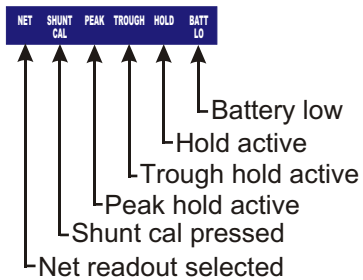 NET SHUNT CAL PEAK TROUGH HOLD BATT LO
Battery low
Hold active
Trough hold active
Peak hold active
Shunt cal pressed
Net readout selected